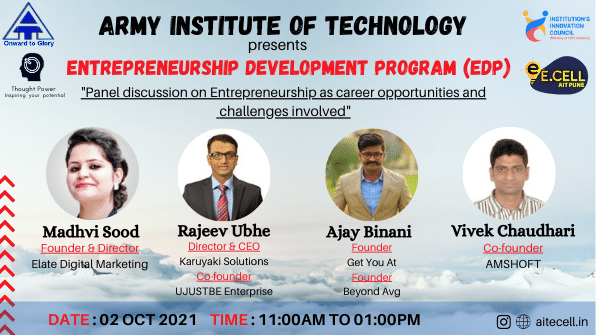 ARMY INSTITUTE OF TECHNOLOGY
presents
ENTREPRENEURSHIP DEVELOPMENT PROGRAM (EDP)
"Panel discussion on Entrepreneurship as career opportunities and
challenges involved"
Onward to Glory
Thought Power
Inspiring your potential
INSTITUTION'S
INNOVATION
COUNCIL
E.CELL
AIT PUNE
Madhvi Sood
Founder & Director
Elate Digital Marketing
Rajeev Ubhe
Director & CEO
Karuyaki Solutions
Co-founder
UJUSTBE Enterprise
Ajay Binani
Founder
Get You At
Founder
Beyond Avg
Vivek Chaudhari
Co-founder
AMSHOFT
DATE : 02 OCT 2021 TIME : 11:00AM TO 01:00PM
aitecell.in